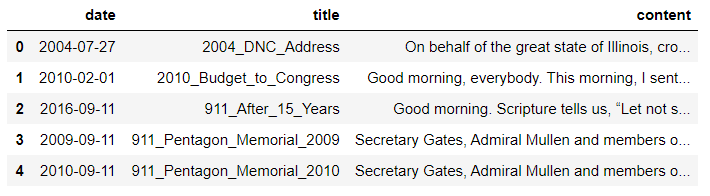 date title content
0 2004-07-27 2004_DNC_Address On behalf of the great state of Illinois, cro...
1 2010-02-01 2010_Budget_to_Congress Good morning, everybody. This morning, I sent...
2 2016-09-11 911_After_15_Years Good morning. Scripture tells us, “Let not s...
3 2009-09-11 911_Pentagon_Memorial_2009 Secretary Gates, Admiral Mullen and members o...
4 2010-09-11 911_Pentagon_Memorial_2010 Secretary Gates, Admiral Mullen and members o...